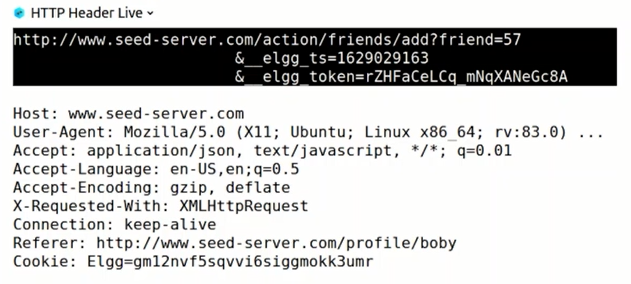 HTTP Header Live
http://www.seed-server.com/action/friends/add?friend=57
&__elgg_ts=1629029163
&__elgg_token=rZHFaCeLCq_mNqXANeGc8A
Host: www.seed-server.com
User-Agent: Mozilla/5.0 (X11; Ubuntu; Linux x86_64; rv:83.0) ...
Accept: application/json, text/javascript, */*; q=0.01
Accept-Language: en-US,en;q=0.5
Accept-Encoding: gzip, deflate
X-Requested-With: XMLHttpRequest
Connection: keep-alive
Referer: http://www.seed-server.com/profile/boby
Cookie: Elgg=gm12nvf5sqvvi6siggmokk3umr